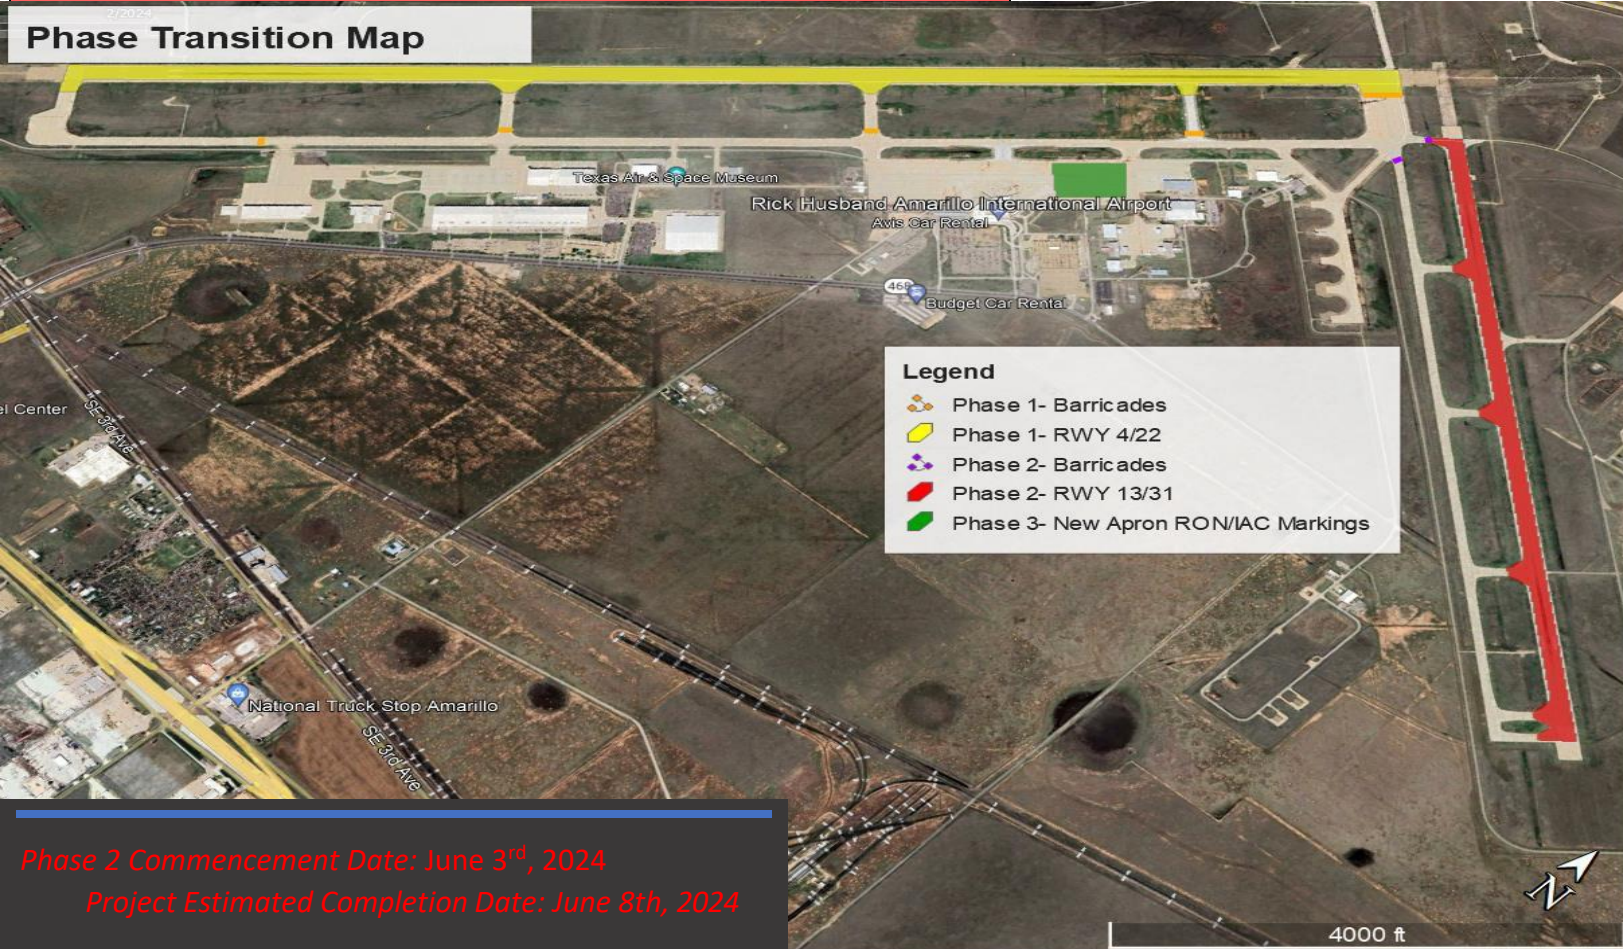 2/2024
Phase Transition Map
Texas Air & Space Museum
Rick Husband Amarillo International Airport
Avis Car Rental
468
Budget Car Rental
el Center
SE 3rd Ave
Legend
Phase 1- Barricades
Phase 1- RWY 4/22
Phase 2- Barricades
Phase 2- RWY 13/31
Phase 3- New Apron RON/IAC Markings
National Truck Stop Amarillo
SE 3rd Ave
Phase 2 Commencement Date: June 3rd, 2024
Project Estimated Completion Date: June 8th, 2024
N
4000 ft